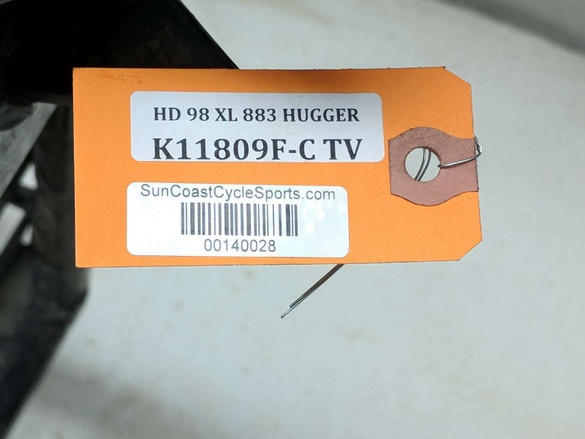 HD 98 XL 883 HUGGER
K11809F-C TV
SunCoastCycleSports.com
00140028